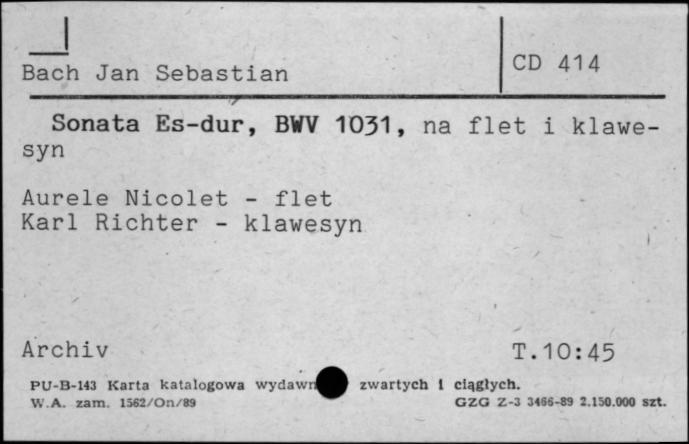 Bach Jan Sebastian
CD 414
Sonata Es-dur, BWV 1031, na flet i klawe-
syn
Aurele Nicolet - flet
Karl Richter - klawesyn
Archiv
T.10:45
PU-B-143 Karta katalogowa wydawn zwartych i ciągłych.
W.A. zam. 1562/On/89
GZG Z-3 3466-89 2.150.000 szt.